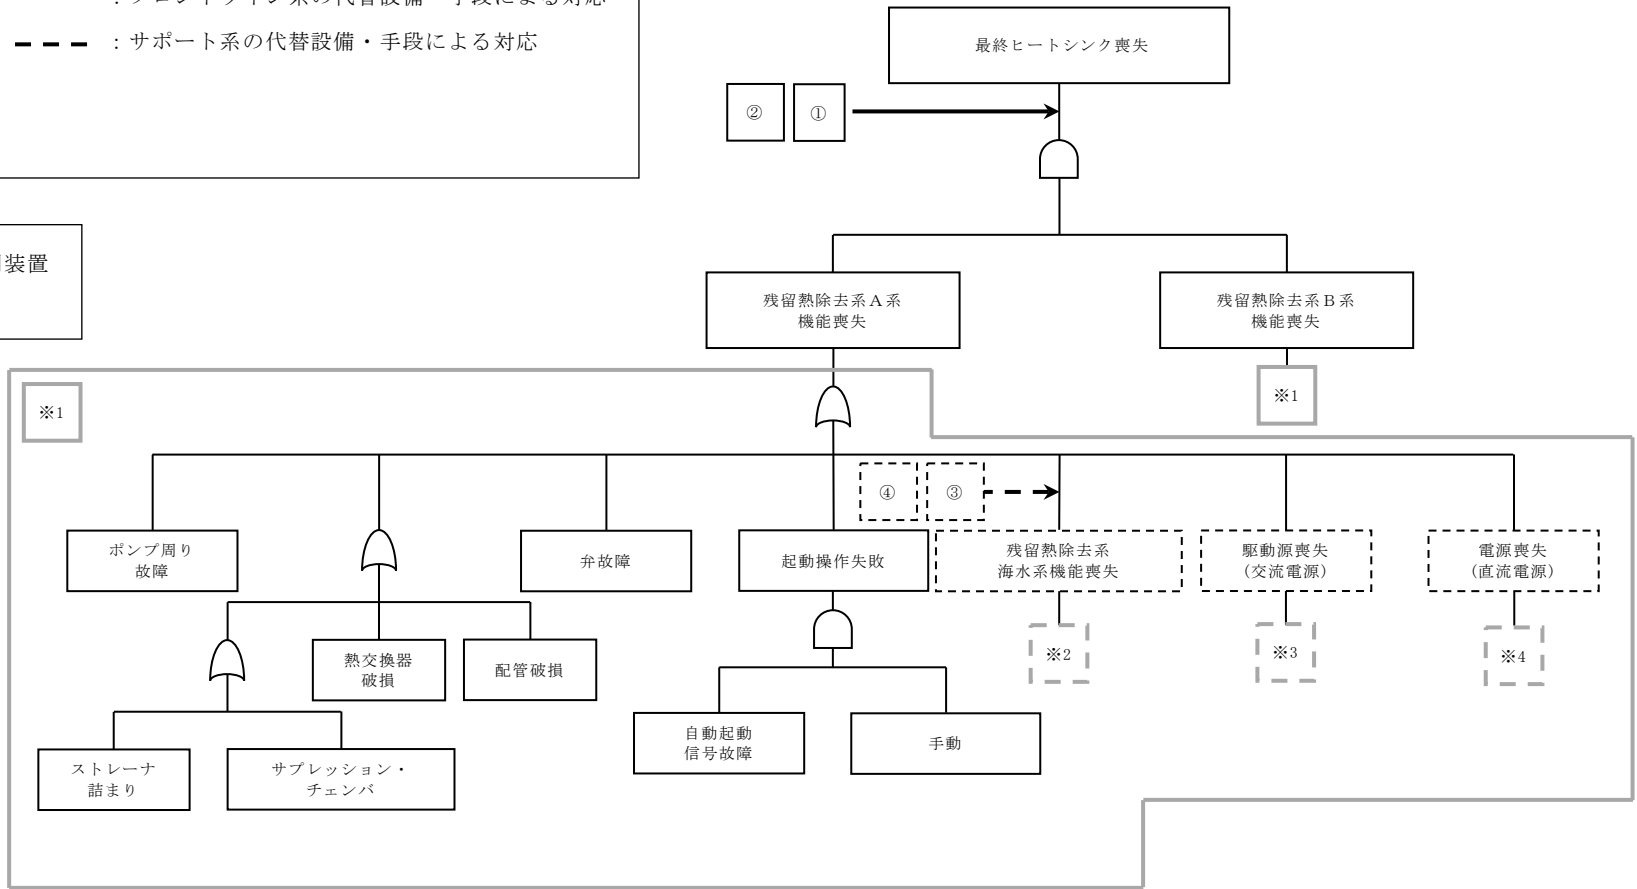 ：サポート系の代替設備・手段による対応
装置
最終ヒートシンク喪失
②
①
残留熱除去系Ａ系
機能喪失
残留熱除去系Ｂ系
機能喪失
※1
※1
④
③
ポンプ周り
故障
弁故障
起動操作失敗
残留熱除去系
海水系機能喪失
駆動源喪失
(交流電源)
電源喪失
(直流電源)
熱交換器
破損
配管破損
※2
※3
※4
ストレーナ
詰まり
サプレッション・
チェンバ
自動起動
信号故障
手動